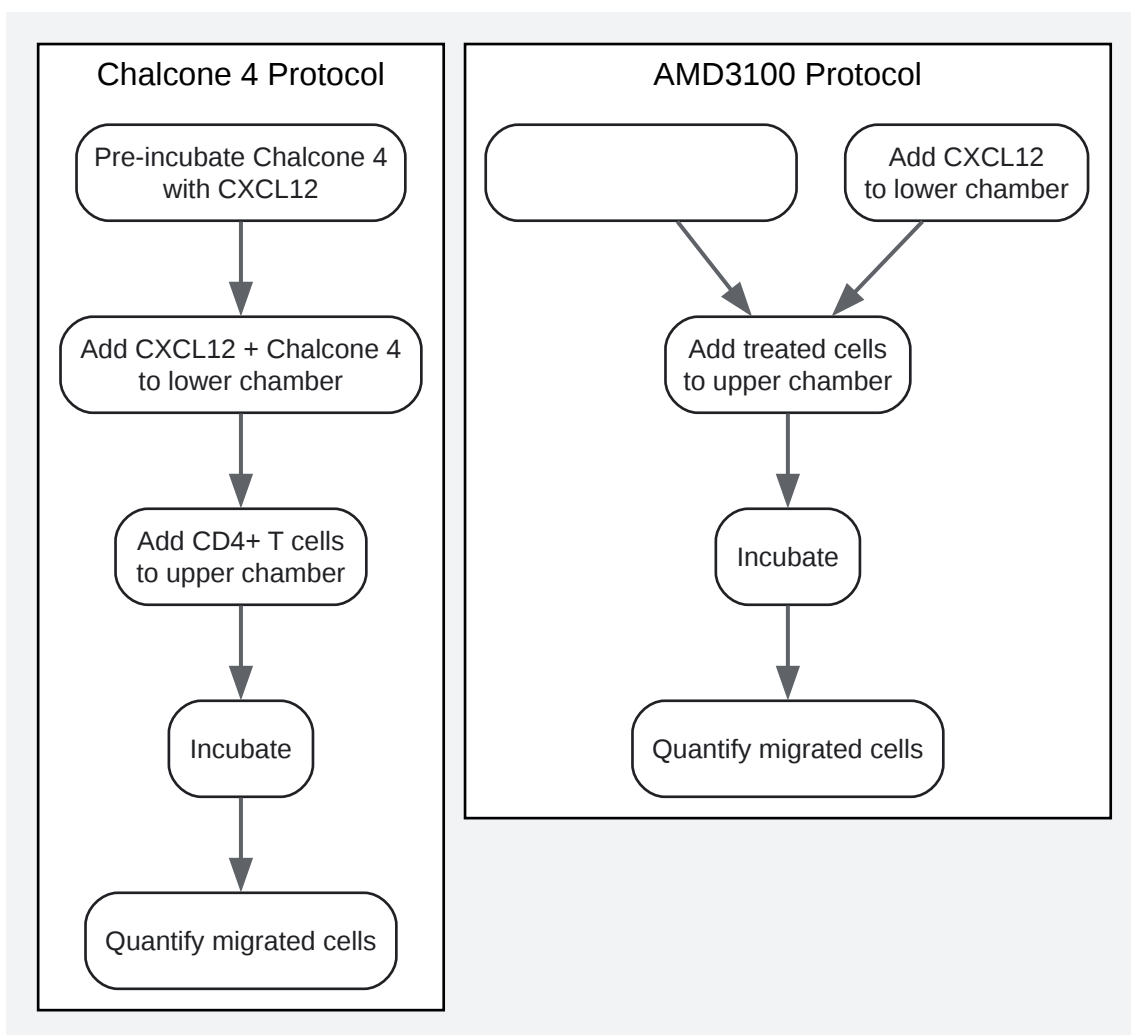 Chalcone 4 Protocol
Pre-incubate Chalcone 4
with CXCL12
Add CXCL12 + Chalcone 4
to lower chamber
Add CD4+ T cells
to upper chamber
Incubate
Quantify migrated cells
AMD3100 Protocol
Add CXCL12
to lower chamber
Add treated cells
to upper chamber
Incubate
Quantify migrated cells